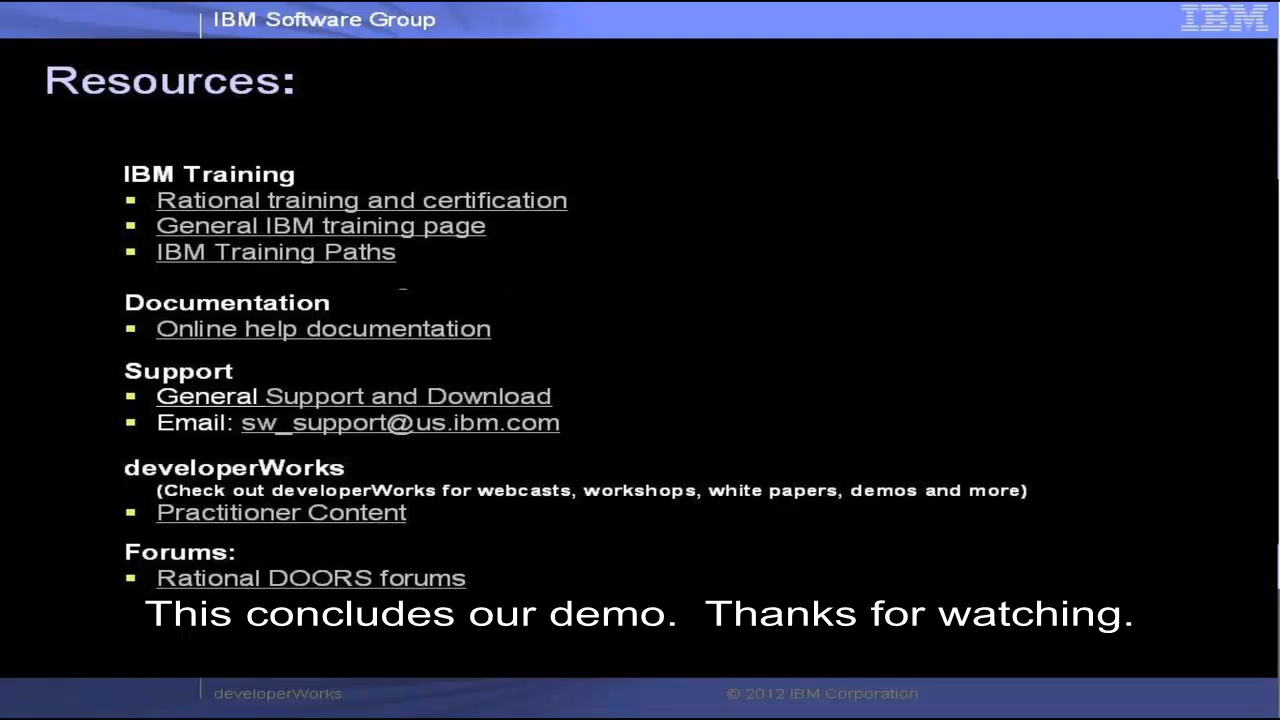 IBM Software Group
IBM
Resources:
IBM Training
Rational training and certification
General IBM training page
IBM Training Paths
Documentation
Online help documentation
Support
General Support and Download
Email: sw_support@us.ibm.com
developerWorks
(Check out developerWorks for webcasts, workshops, white papers, demos and more)
Practitioner Content
Forums:
Rational DOORS forums
This concludes our demo.  Thanks for watching.
developerWorks
© 2012 IBM Corporation